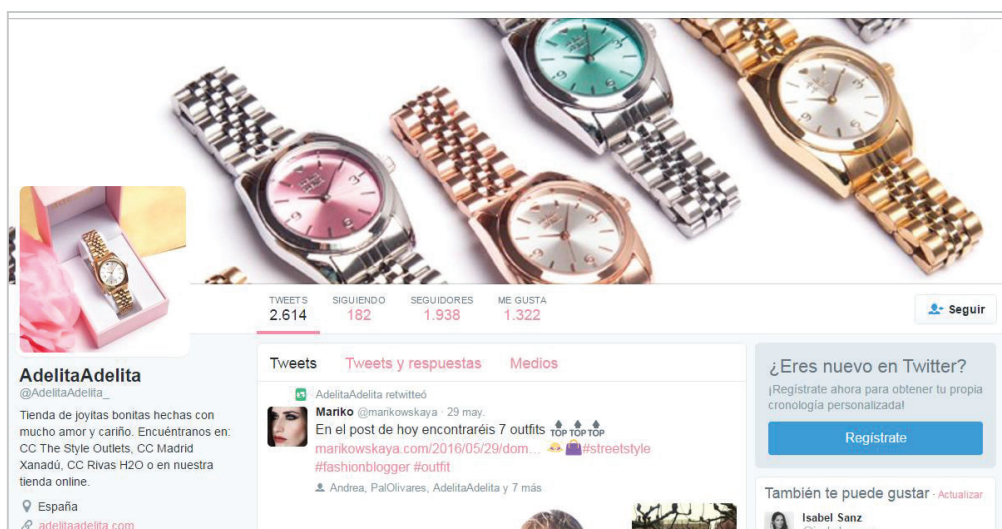 TWEETS SIGUIENDO SEGUIDORES ME GUSTA
2.614 182 1.938 1.322
Seguir
AdelitaAdelita
@AdelitaAdelita_
Tienda de joyitas bonitas hechas con
mucho amor y cariño. Encuéntranos en:
CC The Style Outlets, CC Madrid
Xanadú, CC Rivas H2O o en nuestra
tienda online.
España
adelitaadelita.com
Tweets Tweets y respuestas Medios
AdelitaAdelita retwitteó
Mariko @marikowskaya · 29 may.
En el post de hoy encontraréis 7 outfits TOP TOP TOP
marikowskaya.com/2016/05/29/dom... #streetstyle
#fashionblogger #outfit
Andrea, PalOlivares, AdelitaAdelita y 7 más
¿Eres nuevo en Twitter?
¡Regístrate ahora para obtener tu propia
cronología personalizada!
Regístrate
También te puede gustar · Actualizar
Isabel Sanz